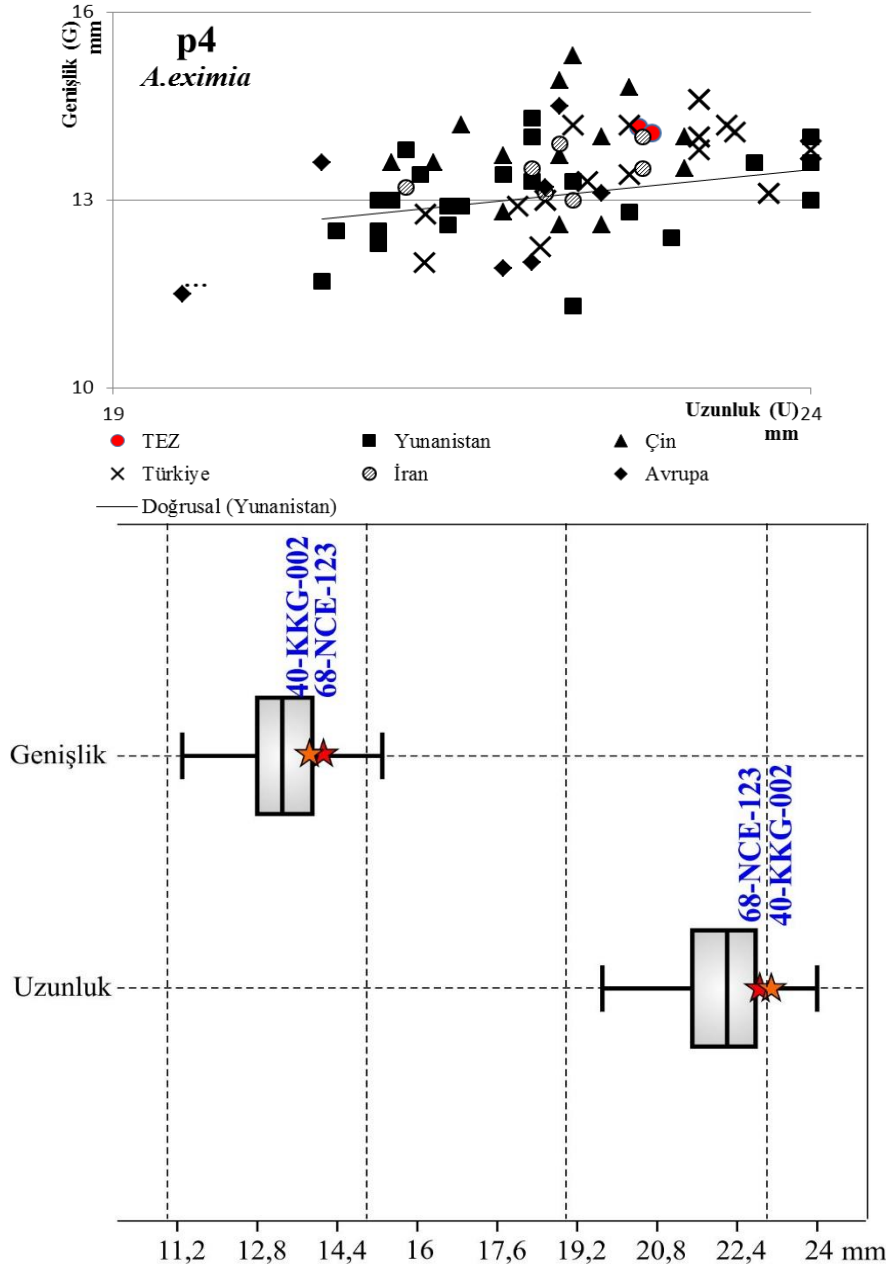 16
Genişlik (G)
mm
p4
A.eximia
13
10
19
Uzunluk (U)
mm
24
TEZ
Yunanistan
Çin
Türkiye
İran
Avrupa
Doğrusal (Yunanistan)
40-KKG-002
68-NCE-123
Genişlik
68-NCE-123
40-KKG-002
Uzunluk
11,2 12,8 14,4 16 17,6 19,2 20,8 22,4 24 mm